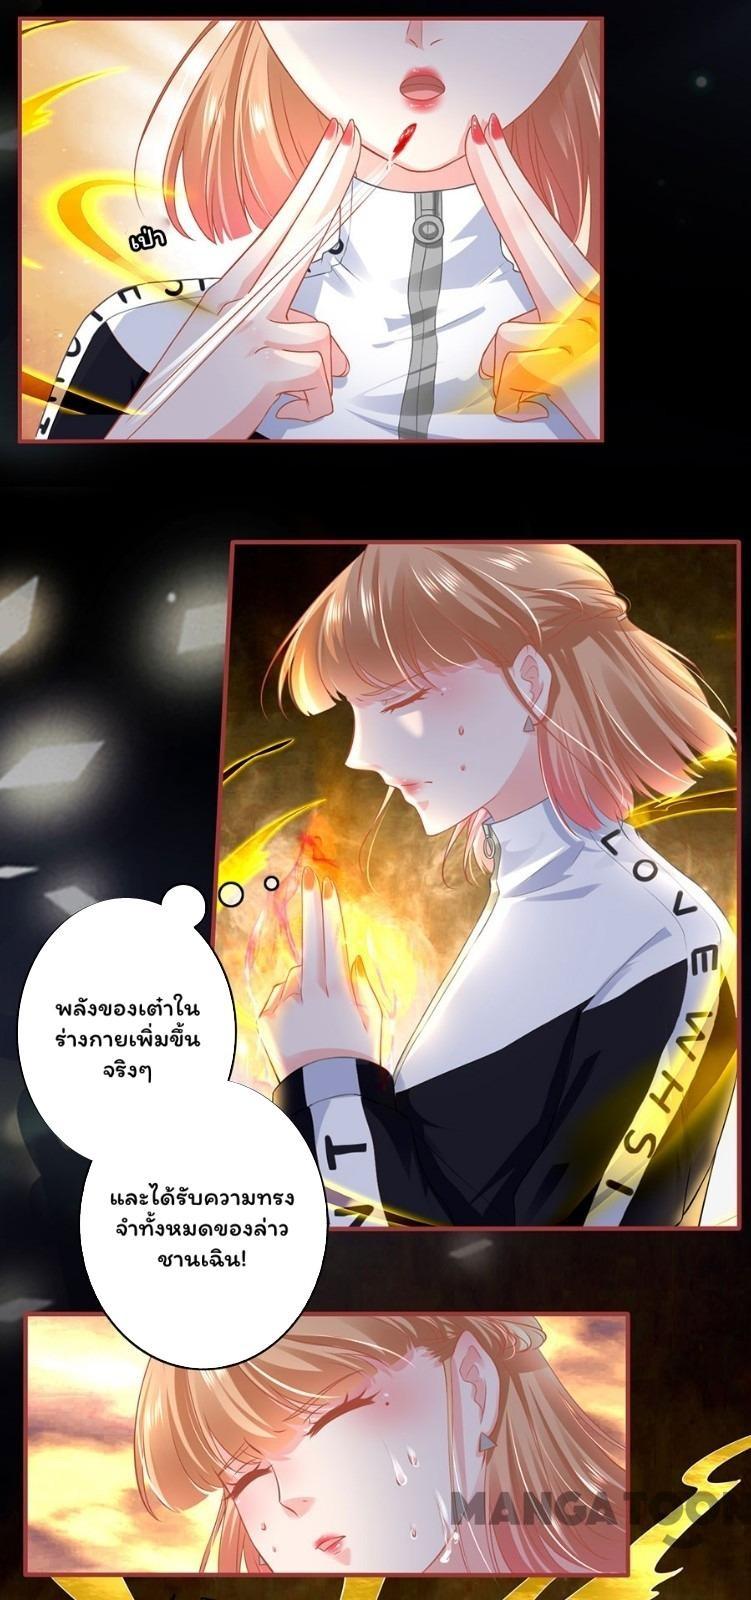 เป่า
พลังของเต๋าใน
ร่างกายเพิ่มขึ้น
จริงๆ
LOVE WHISI
และได้รับความทรง
จำทั้งหมดของล่าว
ชานเฉิน!
MANGATOON